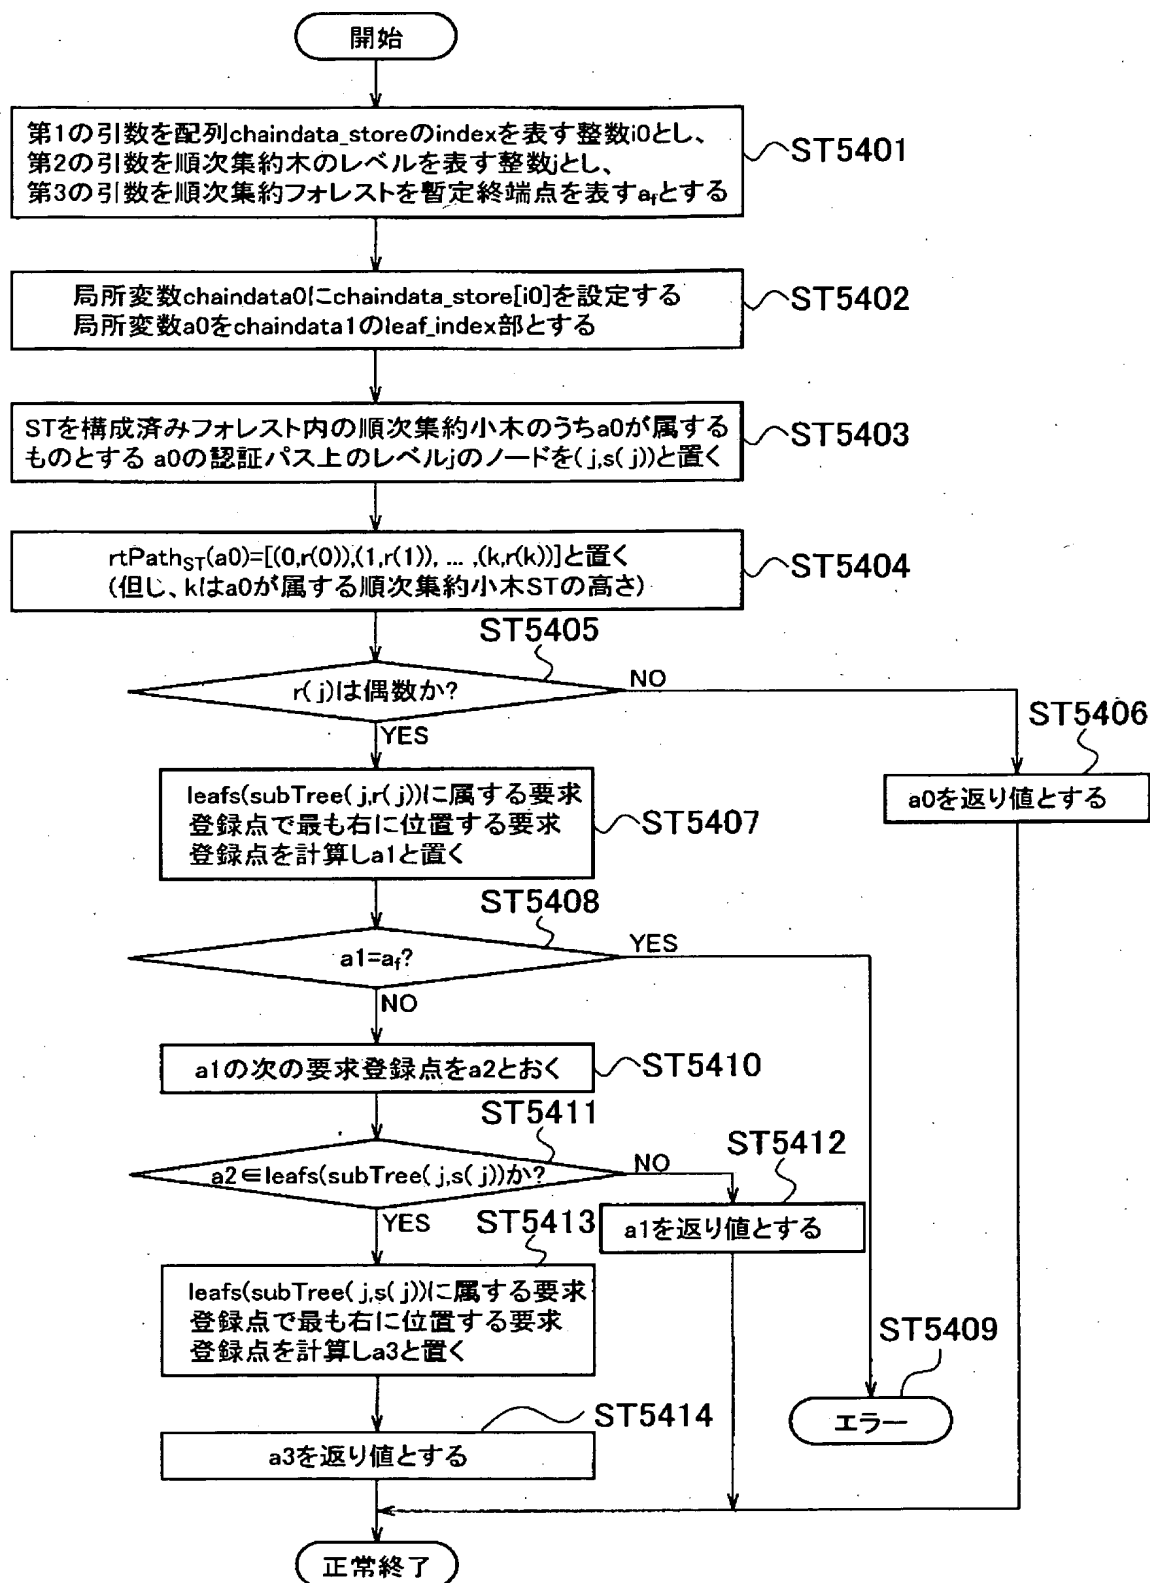 開始
第1の引数を配列chaindata_storeのindexを表す整数i0とし、
第2の引数を順次集約木のレベルを表す整数jとし、
第3の引数を順次集約フォレストを暫定終端点を表すafとする
ST5401
局所変数chaindata0にchaindata_store[i0]を設定する
局所変数a0をchaindata1のleaf_index部とする
ST5402
STを構成済みフォレスト内の順次集約小木のうちa0が属する
ものとする a0の認証パス上のレベルjのノードを(j,s(j))と置く
ST5403
rtPathST(a0)=[(0,r(0)),(1,r(1)), … ,(k,r(k))]と置く
(但し、kはa0が属する順次集約小木STの高さ)
ST5404
ST5405
r(j)は偶数か?
NO
YES
ST5406
a0を返り値とする
leafs(subTree(j,r(j))に属する要求
登録点で最も右に位置する要求
登録点を計算しa1と置く
ST5407
ST5408
a1=af?
YES
NO
a1の次の要求登録点をa2とおく
ST5410
ST5411
a2∈leafs(subTree(j,s(j))か?
NO
YES
ST5412
a1を返り値とする
ST5413
leafs(subTree(j,s(j))に属する要求
登録点で最も右に位置する要求
登録点を計算しa3と置く
ST5409
エラー
ST5414
a3を返り値とする
正常終了